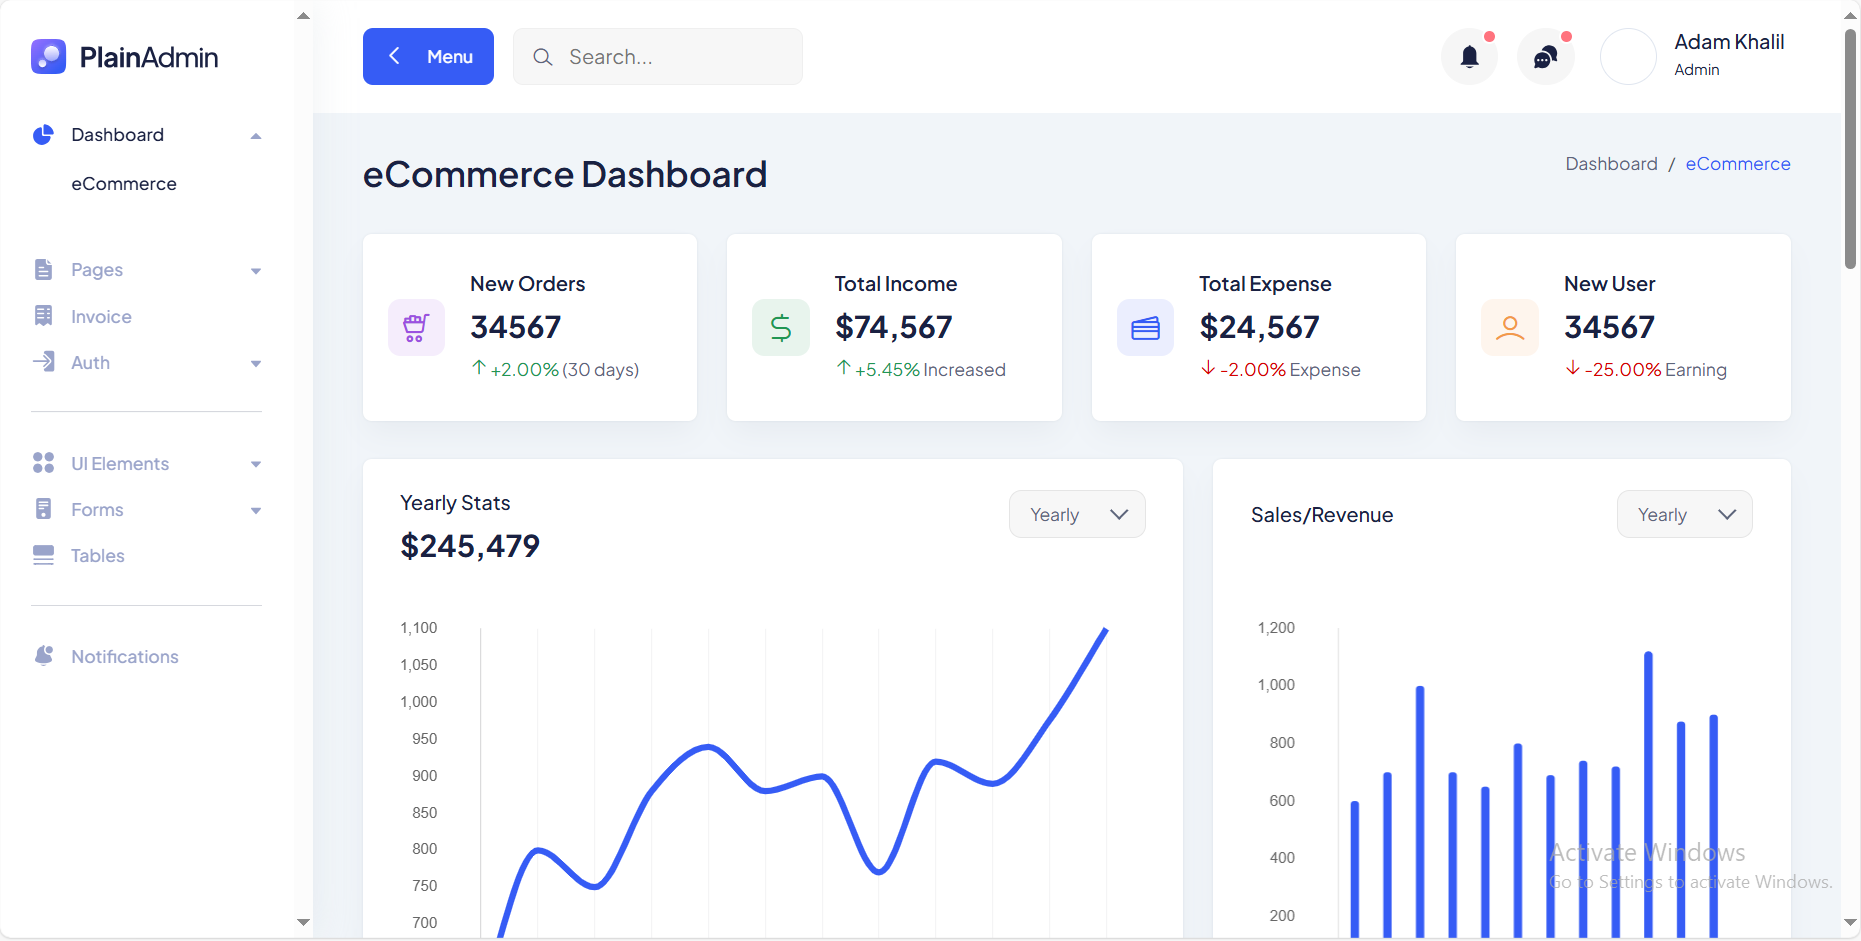 PlainAdmin
Dashboard
eCommerce
Pages
Invoice
Auth
UI Elements
Forms
Tables
Notifications
Menu
Search...
Adam Khalil
Admin
eCommerce Dashboard
Dashboard / eCommerce
New Orders
34567
+2.00% (30 days)
Total Income
$74,567
+5.45% Increased
Total Expense
$24,567
-2.00% Expense
New User
34567
-25.00% Earning
Yearly Stats
$245,479
Yearly
1,100
1,050
1,000
950
900
850
800
750
700
Sales/Revenue
Yearly
1,200
1,000
800
600
400
200
Activate Windows
Go to Settings to activate Windows.